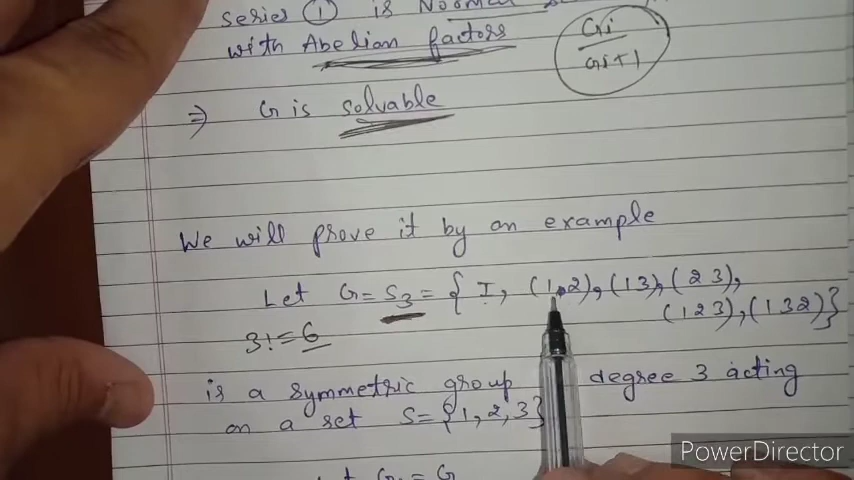 series ① is Normal
with Abelian factors
Gi
Gi+1
⇒ G is solvable
We will prove it by an example
Let G = S3 = { I, (1,2), (13), (23),
(123), (132)}
3! = 6
is a symmetric group degree 3 acting
on a set S = {1, 2, 3}
G
PowerDirector